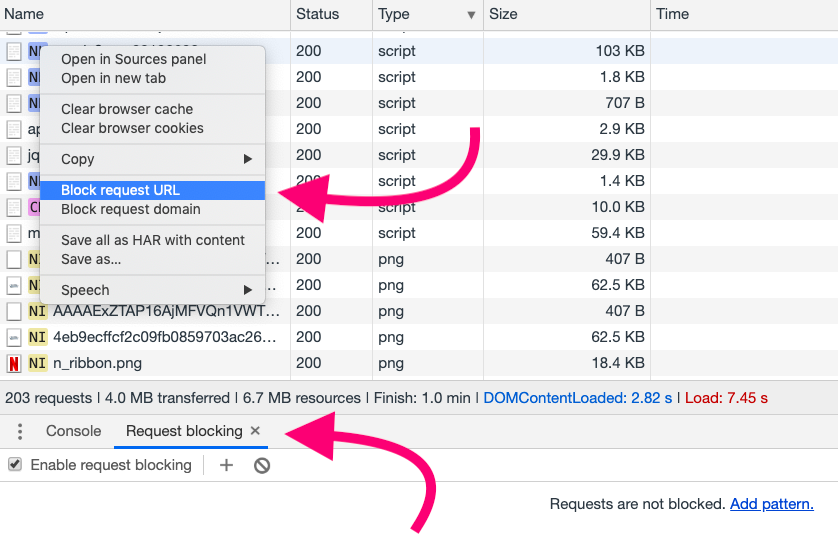 Name Status Type ▼ Size Time
200 script 103 KB
200 script 1.8 KB
200 script 707 B
ap 200 script 2.9 KB
jq 200 script 29.9 KB
200 script 1.4 KB
script 10.0 KB
m 200 script 59.4 KB
NI … 200 png 407 B
NI … 200 png 62.5 KB
NI AAAAExZTAP16AjMFVQn1VWT… 200 png 407 B
NI 4eb9ecffcf2c09fb0859703ac26… 200 png 62.5 KB
N NI n_ribbon.png 200 png 18.4 KB
Open in Sources panel
Open in new tab
Clear browser cache
Clear browser cookies
Copy ▶
Block request URL
Block request domain
Save all as HAR with content
Save as...
Speech ▶
203 requests | 4.0 MB transferred | 6.7 MB resources | Finish: 1.0 min | DOMContentLoaded: 2.82 s | Load: 7.45 s
Console Request blocking ×
Enable request blocking +
Requests are not blocked. Add pattern.